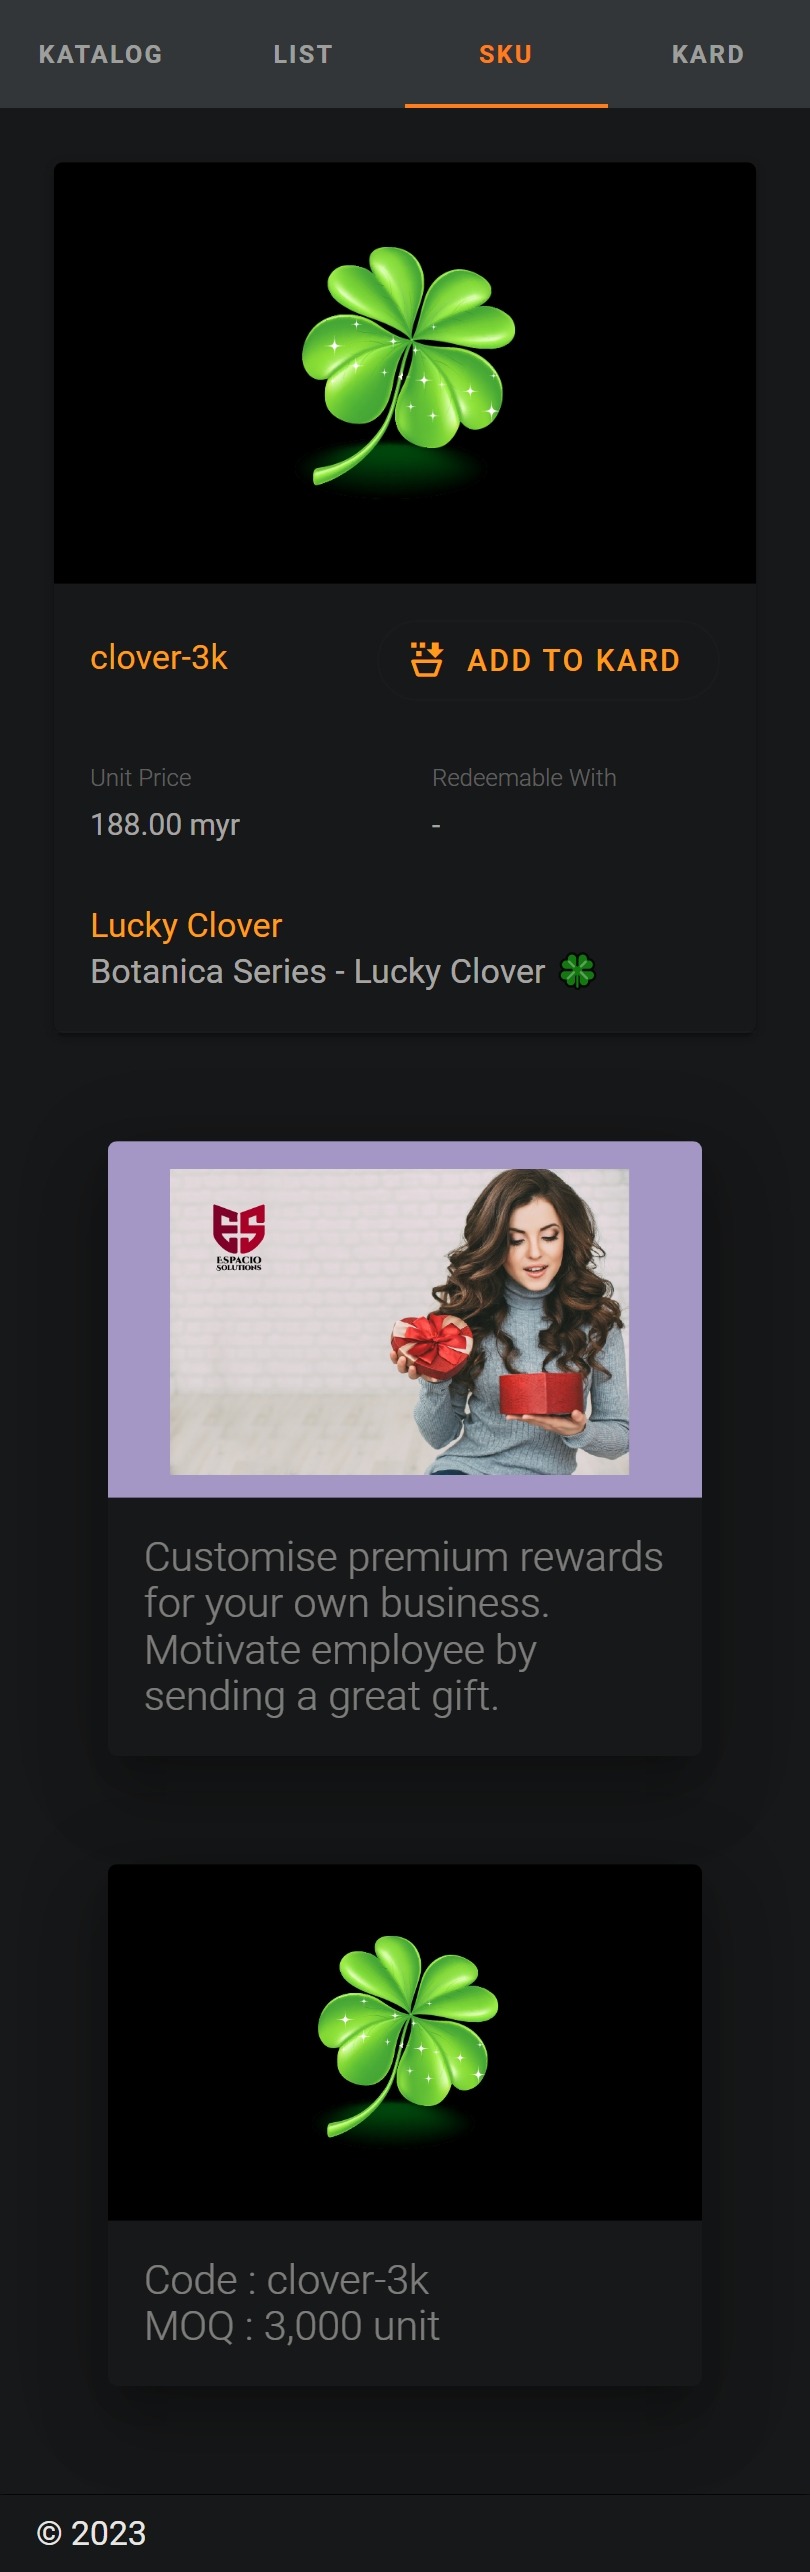 KATALOG LIST SKU KARD
clover-3k ADD TO KARD
Unit Price Redeemable With
188.00 myr -
Lucky Clover
Botanica Series - Lucky Clover 🍀
ES
ESPACIO
SOLUTIONS
Customise premium rewards
for your own business.
Motivate employee by
sending a great gift.
Code : clover-3k
MOQ : 3,000 unit
© 2023